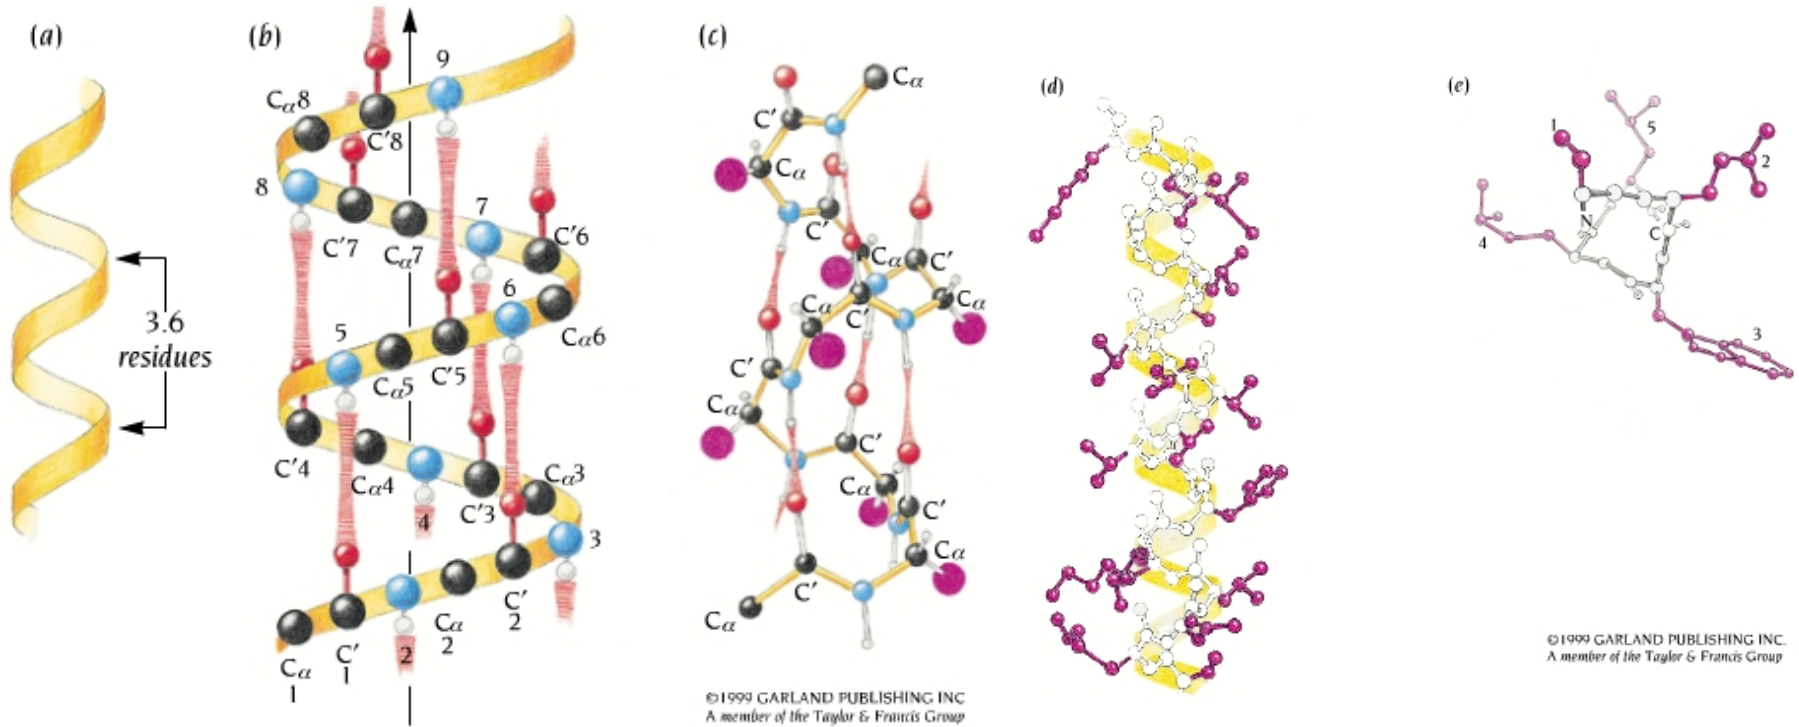 (a)
3.6
residues
(b)
9
Cα8
C'8
8
7
C'7
Cα7
C'6
6
5
Cα6
Cα5
C'5
C'4
Cα4
Cα3
C'3
4
3
Cα
1
C'
1
2
Cα
2
C'
2
(c)
Cα
C'
Cα
C'
Cα
C'
Cα
Cα
C'
C'
Cα
C'
Cα
C'
Cα
C'
Cα
©1999 GARLAND PUBLISHING INC
A member of the Taylor & Francis Group
(d)
(e)
1
5
2
4
N
C
3
©1999 GARLAND PUBLISHING INC.
A member of the Taylor & Francis Group